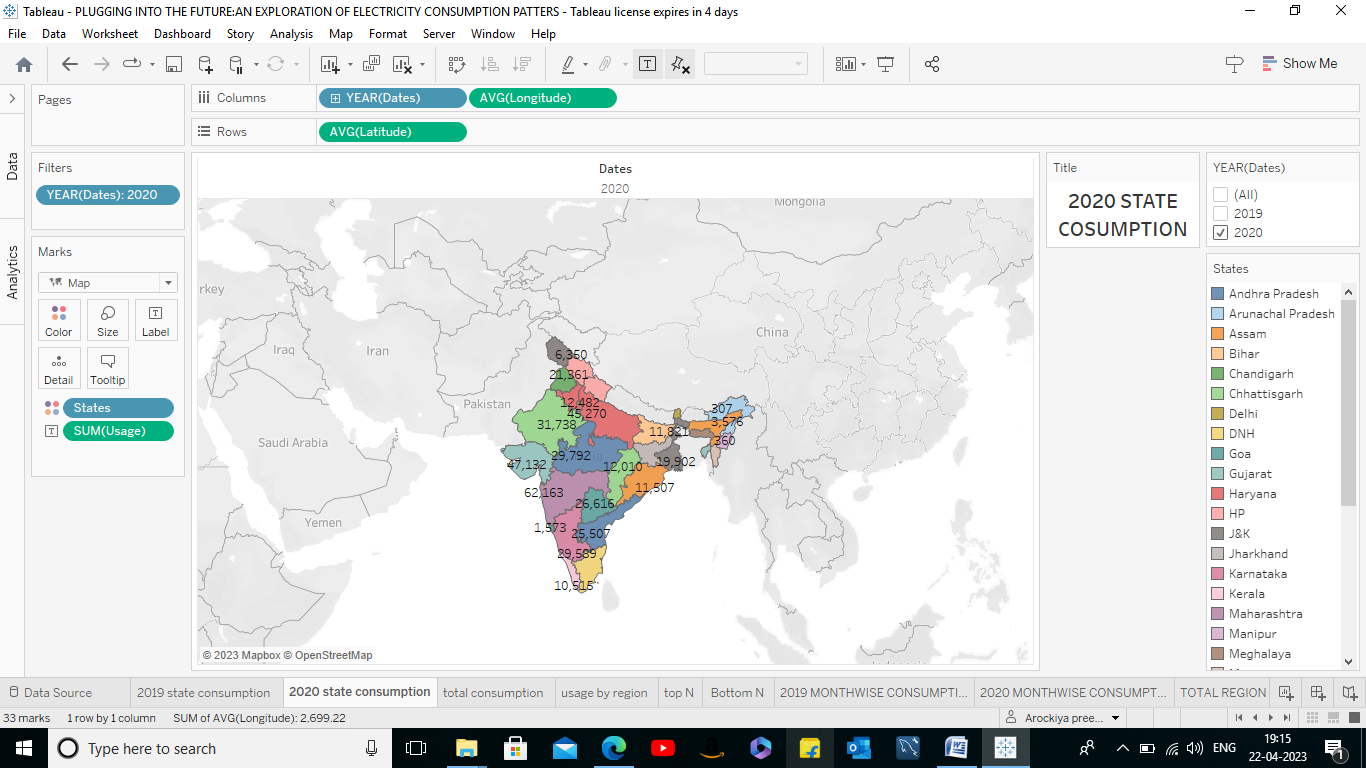 Tableau - PLUGGING INTO THE FUTURE:AN EXPLORATION OF ELECTRICITY CONSUMPTION PATTERS - Tableau license expires in 4 days
File Data Worksheet Dashboard Story Analysis Map Format Server Window Help
Show Me
Pages
Columns
YEAR(Dates)
AVG(Longitude)
Rows
AVG(Latitude)
Data
Analytics
Filters
YEAR(Dates): 2020
Marks
Map
Color
Size
Label
Detail
Tooltip
States
SUM(Usage)
Dates
2020
Mongolia
rkey
China
Iraq
Iran
Pakistan
Saudi Arabia
Yemen
6,350
21,361
12,482
45,270
307
3,576
31,738
11,821
360
29,792
47,132
12,010
19,902
62,163
11,507
26,616
1,573
25,507
29,589
10,515
© 2023 Mapbox © OpenStreetMap
Title
2020 STATE
COSUMPTION
YEAR(Dates)
(All)
2019
2020
States
Andhra Pradesh
Arunachal Pradesh
Assam
Bihar
Chandigarh
Chhattisgarh
Delhi
DNH
Goa
Gujarat
Haryana
HP
J&K
Jharkhand
Karnataka
Kerala
Maharashtra
Manipur
Meghalaya
Data Source
2019 state consumption
2020 state consumption
total consumption
usage by region
top N
Bottom N
2019 MONTHWISE CONSUMPTI...
2020 MONTHWISE CONSUMPT...
TOTAL REGION
33 marks
1 row by 1 column
SUM of AVG(Longitude): 2,699.22
Arockiya pree...
Type here to search
ENG
19:15
22-04-2023
1